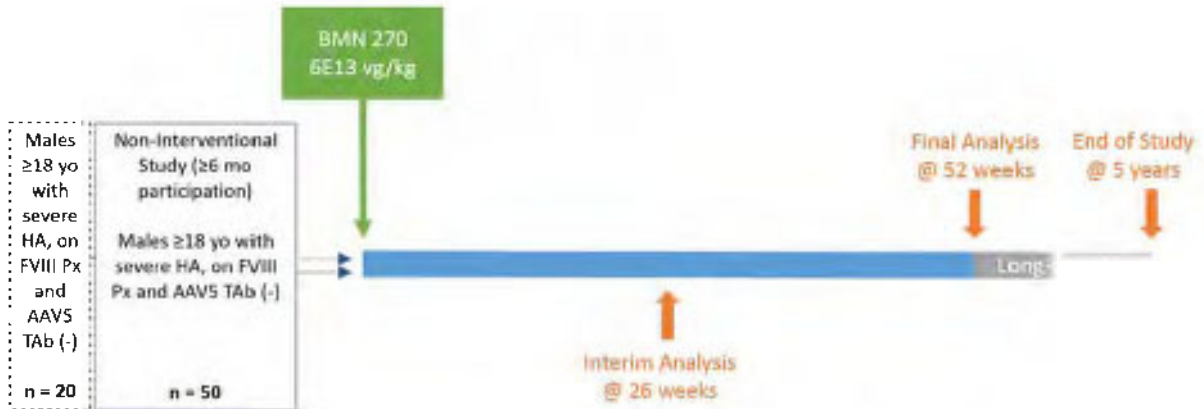 BMN 270
6E13 vg/kg
Males
≥18 yo
with
severe
HA, on
FVIII Px
and
AAV5
TAb (-)
n = 20
Non-Interventional
Study (≥6 mo
participation)
Males ≥18 yo with
severe HA, on FVIII
Px and AAV5 TAb (-)
n = 50
Final Analysis
@ 52 weeks
End of Study
@ 5 years
Long-
Interim Analysis
@ 26 weeks